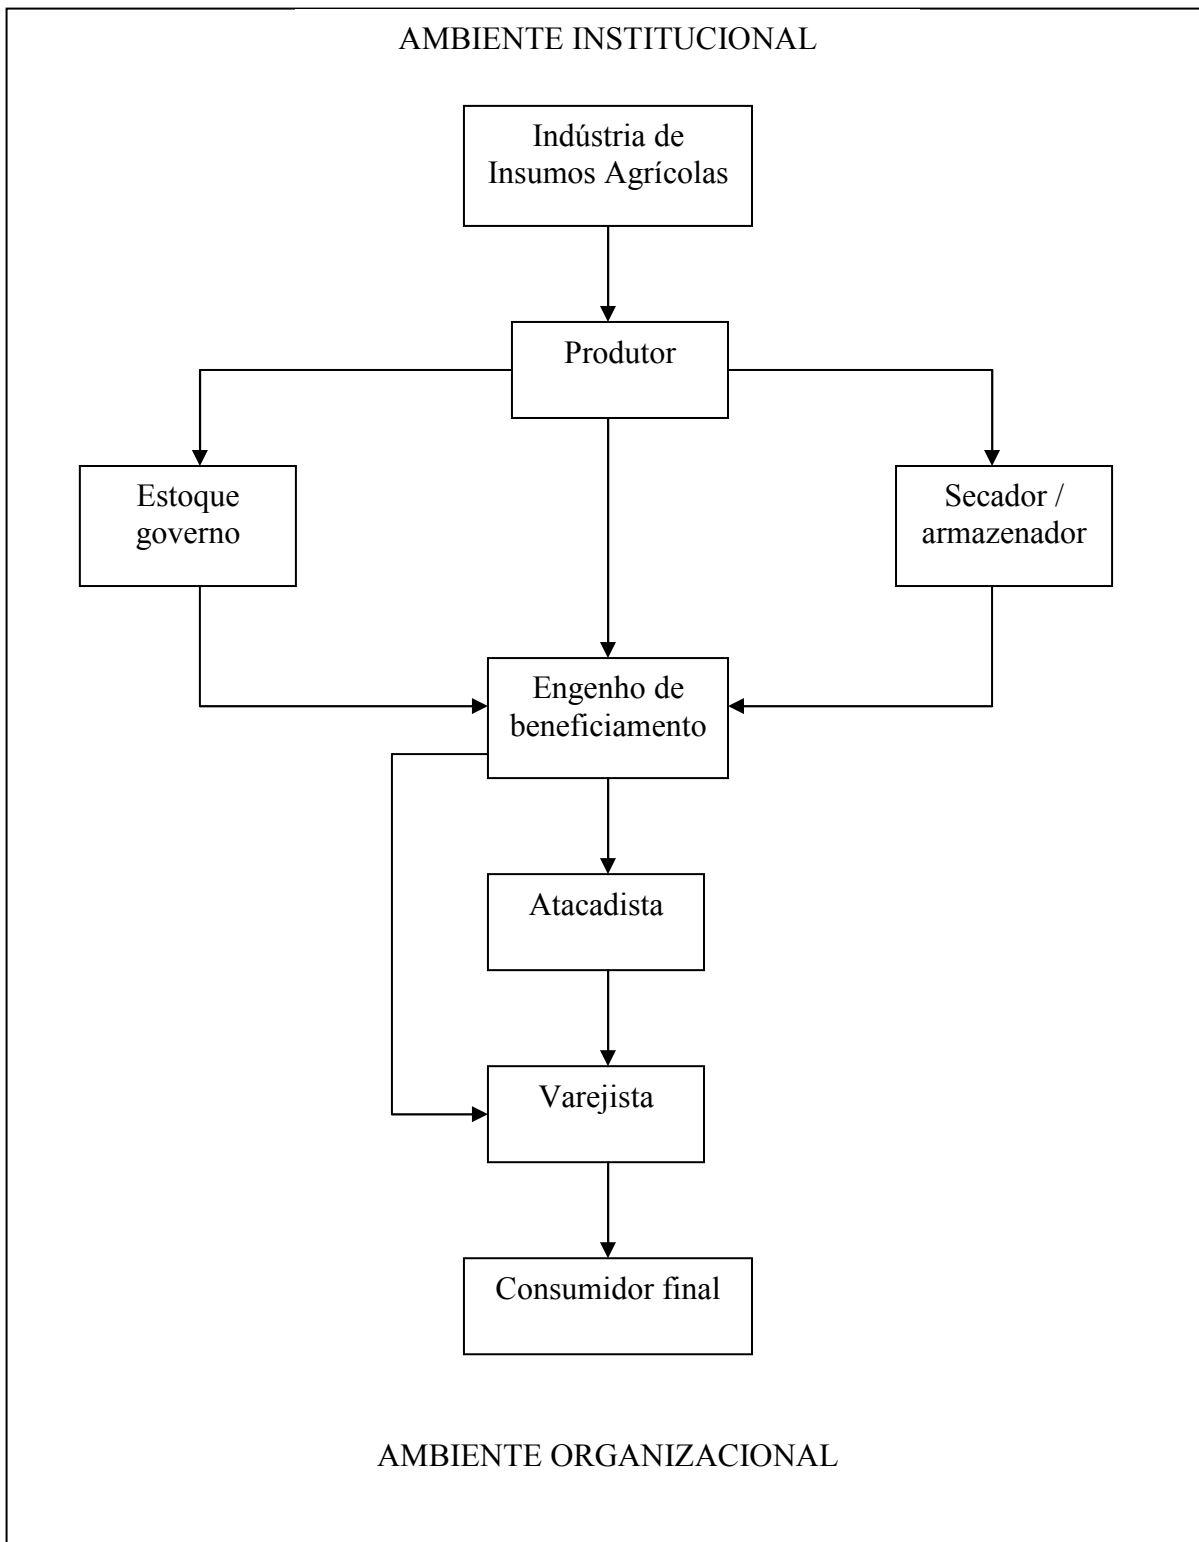 AMBIENTE INSTITUCIONAL
Indústria de
Insumos Agrícolas
Produtor
Estoque
governo
Secador /
armazenador
Engenho de
beneficiamento
Atacadista
Varejista
Consumidor final
AMBIENTE ORGANIZACIONAL